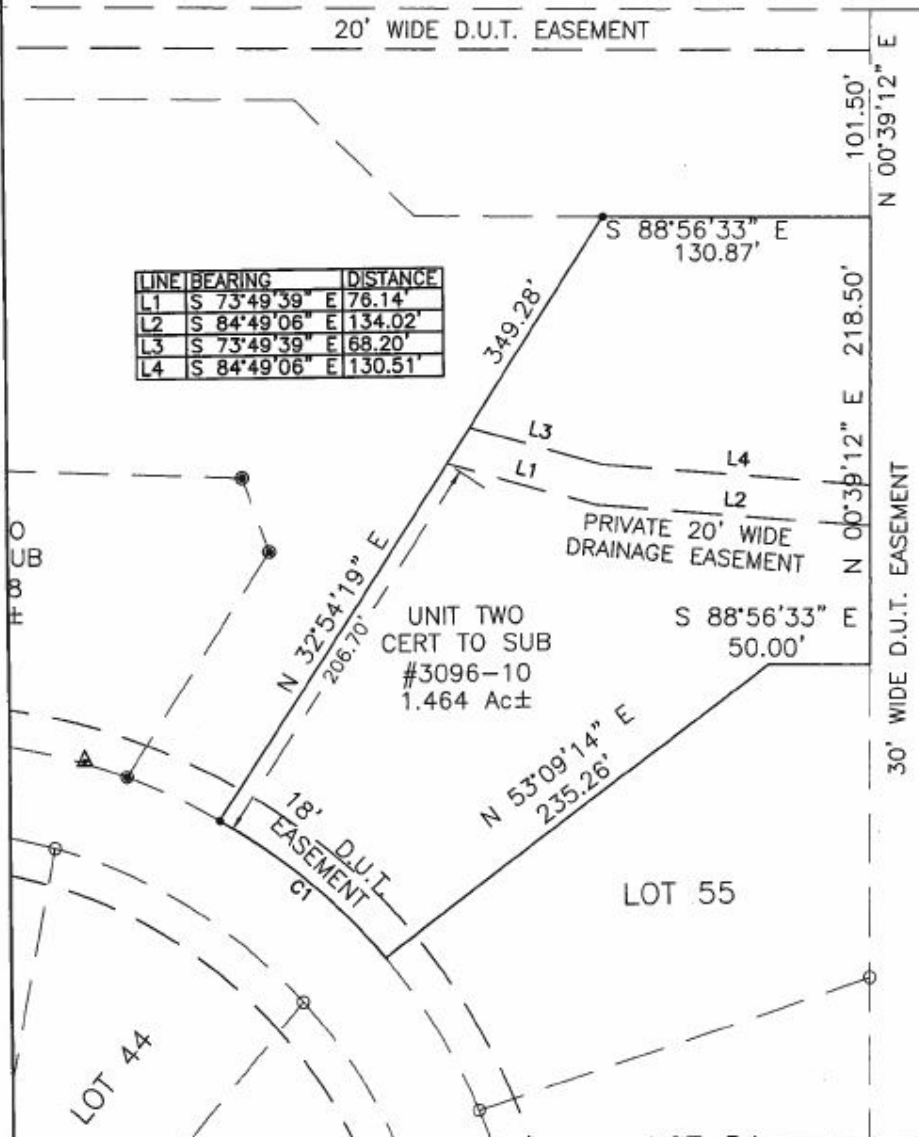 20' WIDE D.U.T. EASEMENT
101.50'
N 00°39'12" E
S 88°56'33" E
130.87'
LINE BEARING DISTANCE
L1 S 73°49'39" E 76.14'
L2 S 84°49'06" E 134.02'
L3 S 73°49'39" E 68.20'
L4 S 84°49'06" E 130.51'
349.28'
N 00°39'12" E 218.50'
L3
L4
L1
L2
PRIVATE 20' WIDE
DRAINAGE EASEMENT
30' WIDE D.U.T. EASEMENT
O
UB
8
±
N 32°54'19" E
206.70'
UNIT TWO
CERT TO SUB
#3096-10
1.464 Ac±
S 88°56'33" E
50.00'
N 53°09'14" E
235.26'
18' D.U.T.
EASEMENT
C1
LOT 55
LOT 44